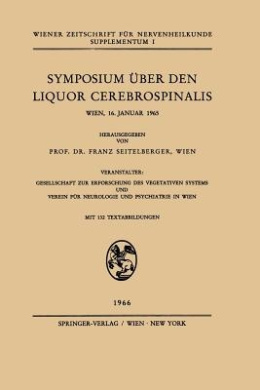 WIENER ZEITSCHRIFT FÜR NERVENHEILKUNDE
SUPPLEMENTUM I
SYMPOSIUM ÜBER DEN
LIQUOR CEREBROSPINALIS
WIEN, 16. JANUAR 1965
HERAUSGEGEBEN
VON
PROF. DR. FRANZ SEITELBERGER, WIEN
VERANSTALTER:
GESELLSCHAFT ZUR ERFORSCHUNG DES VEGETATIVEN SYSTEMS
UND
VEREIN FÜR NEUROLOGIE UND PSYCHIATRIE IN WIEN
MIT 132 TEXTABBILDUNGEN
1966
SPRINGER-VERLAG / WIEN · NEW YORK